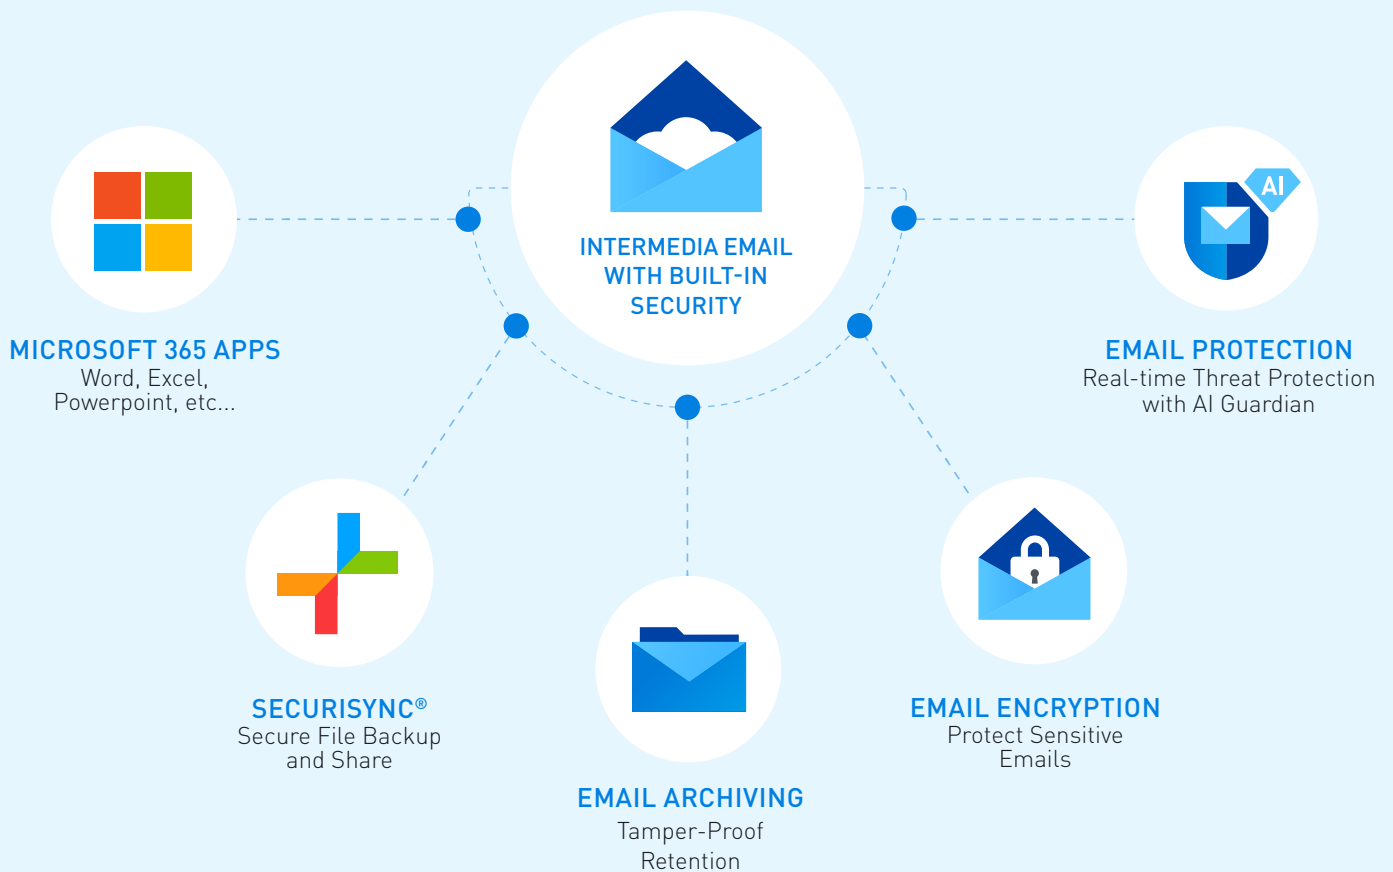 INTERMEDIA EMAIL
WITH BUILT-IN
SECURITY
MICROSOFT 365 APPS
Word, Excel,
Powerpoint, etc...
SECURISYNC®
Secure File Backup
and Share
EMAIL ARCHIVING
Tamper-Proof
Retention
EMAIL ENCRYPTION
Protect Sensitive
Emails
AI
EMAIL PROTECTION
Real-time Threat Protection
with AI Guardian